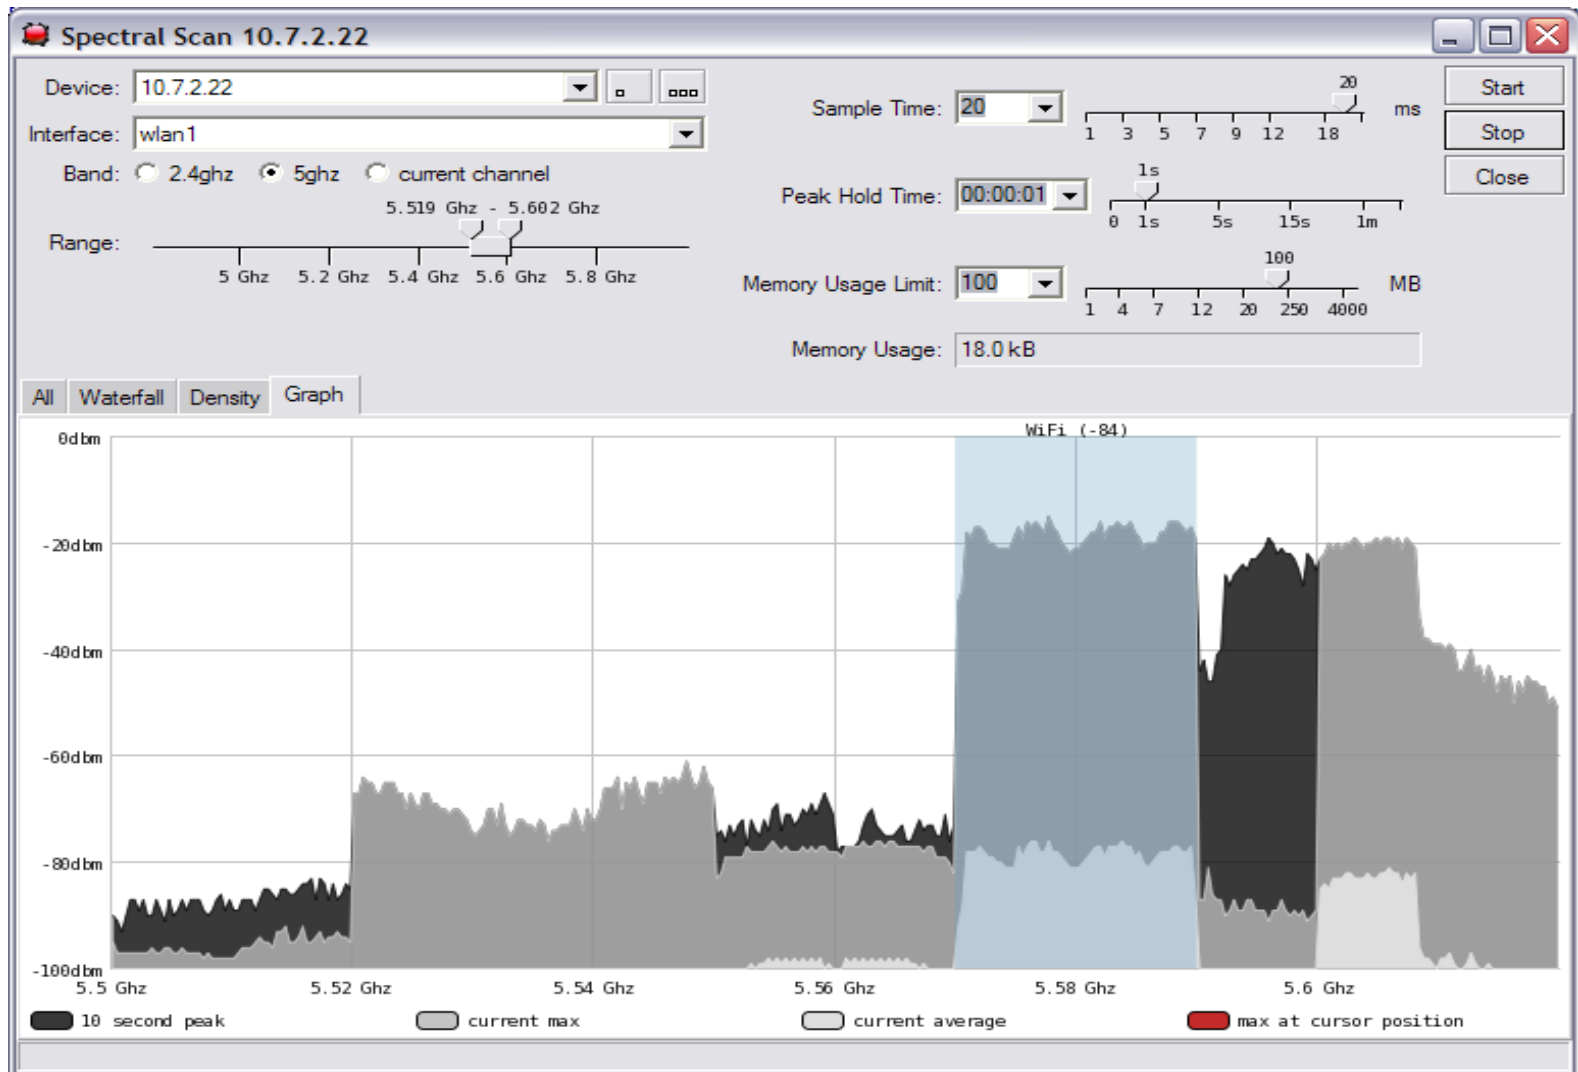 Spectral Scan 10.7.2.22
Device: 10.7.2.22
Interface: wlan1
Band: 2.4ghz 5ghz current channel
5.519 Ghz - 5.602 Ghz
Range:
5 Ghz 5.2 Ghz 5.4 Ghz 5.6 Ghz 5.8 Ghz
20
Sample Time: 20 ms
1 3 5 7 9 12 18
1s
Peak Hold Time: 00:00:01
0 1s 5s 15s 1m
100
Memory Usage Limit: 100 MB
1 4 7 12 20 250 4000
Memory Usage: 18.0 kB
Start
Stop
Close
All Waterfall Density Graph
WiFi (-84)
0dbm
-20dbm
-40dbm
-60dbm
-80dbm
-100dbm
5.5 Ghz 5.52 Ghz 5.54 Ghz 5.56 Ghz 5.58 Ghz 5.6 Ghz
10 second peak current max current average max at cursor position